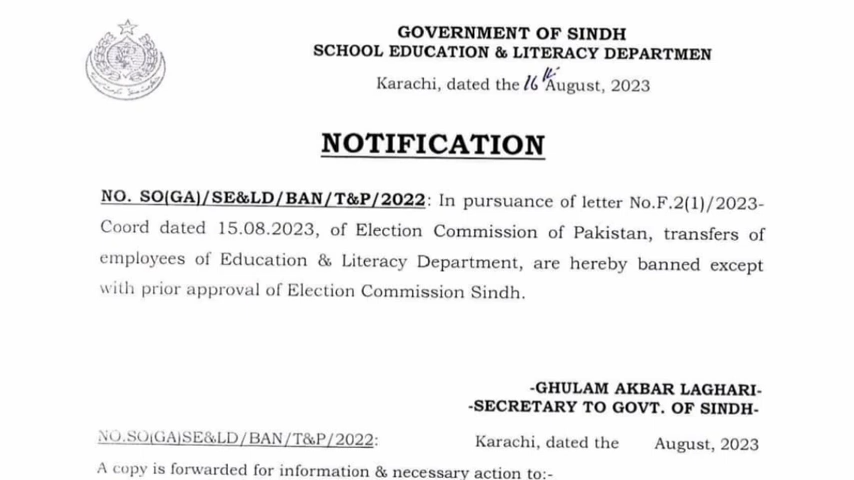 GOVERNMENT OF SINDH
SCHOOL EDUCATION & LITERACY DEPARTMEN
Karachi, dated the 16th August, 2023
NOTIFICATION
NO. SO(GA)/SE&LD/BAN/T&P/2022: In pursuance of letter No.F.2(1)/2023-
Coord dated 15.08.2023, of Election Commission of Pakistan, transfers of
employees of Education & Literacy Department, are hereby banned except
with prior approval of Election Commission Sindh.
-GHULAM AKBAR LAGHARI-
-SECRETARY TO GOVT. OF SINDH-
NO.SO(GA)SE&LD/BAN/T&P/2022: Karachi, dated the August, 2023
A copy is forwarded for information & necessary action to:-